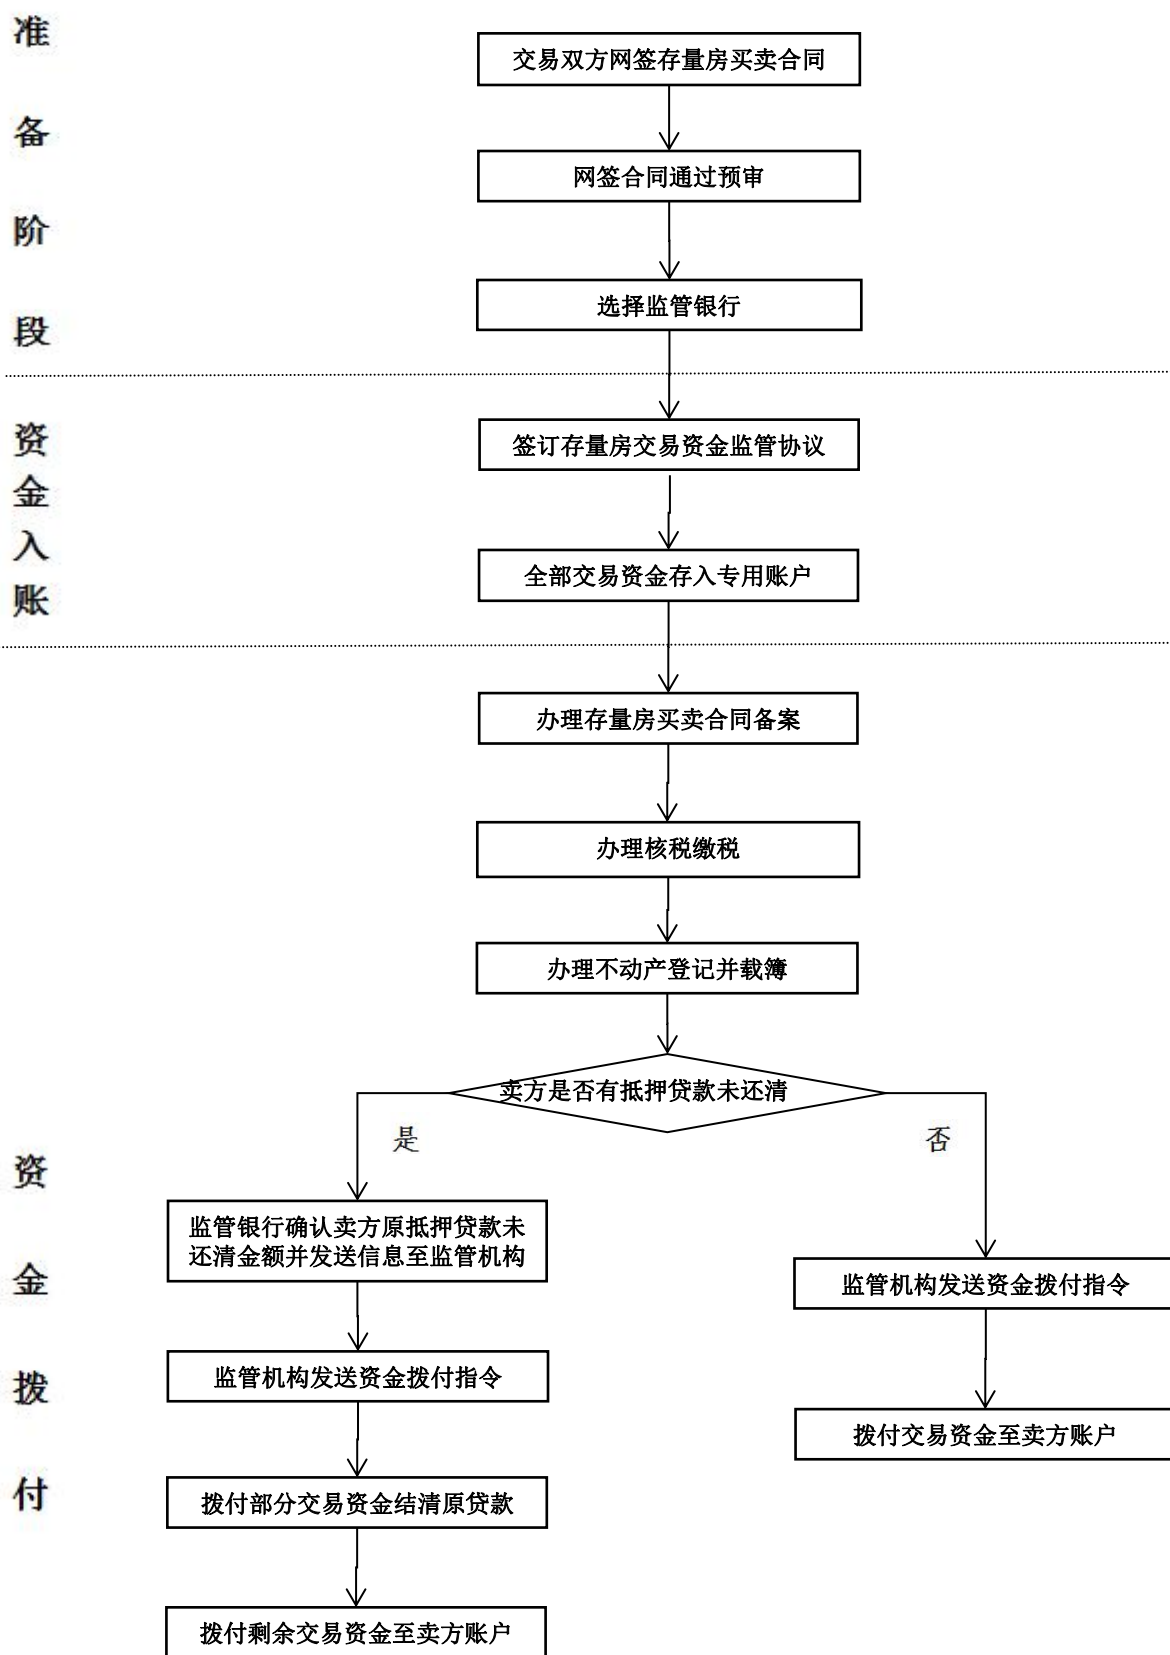 准
备
阶
段
交易双方网签存量房买卖合同
网签合同通过预审
选择监管银行
资
金
入
账
签订存量房交易资金监管协议
全部交易资金存入专用账户
办理存量房买卖合同备案
办理核税缴税
办理不动产登记并载簿
卖方是否有抵押贷款未还清
是
否
资
金
拨
付
监管银行确认卖方原抵押贷款未
还清金额并发送信息至监管机构
监管机构发送资金拨付指令
拨付部分交易资金结清原贷款
拨付剩余交易资金至卖方账户
监管机构发送资金拨付指令
拨付交易资金至卖方账户